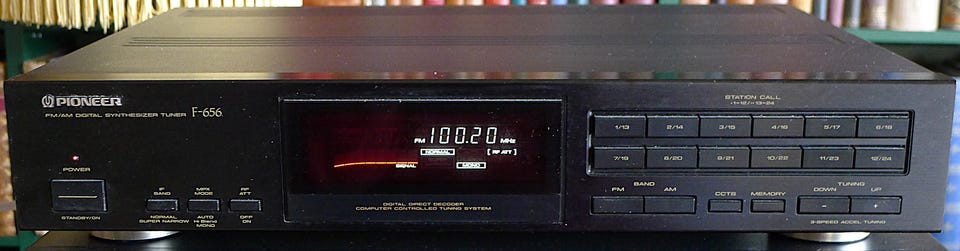 PIONEER
FM/AM DIGITAL SYNTHESIZER TUNER F-656
POWER
STANDBY/ON
IF BAND
MPX MODE
RF ATT
NORMAL
SUPER NARROW
AUTO
Hi-Blend
MONO
OFF
ON
FM 100.20 MHz
NORMAL
[RF ATT]
SIGNAL
MONO
DIGITAL DIRECT DECODER
COMPUTER CONTROLLED TUNING SYSTEM
STATION CALL
1/13 2/14 3/15 4/16 5/17 6/18
7/19 8/20 9/21 10/22 11/23 12/24
BAND
FM AM
CCTS
MEMORY
TUNING
DOWN UP
− +
3-SPEED ACCEL TUNING